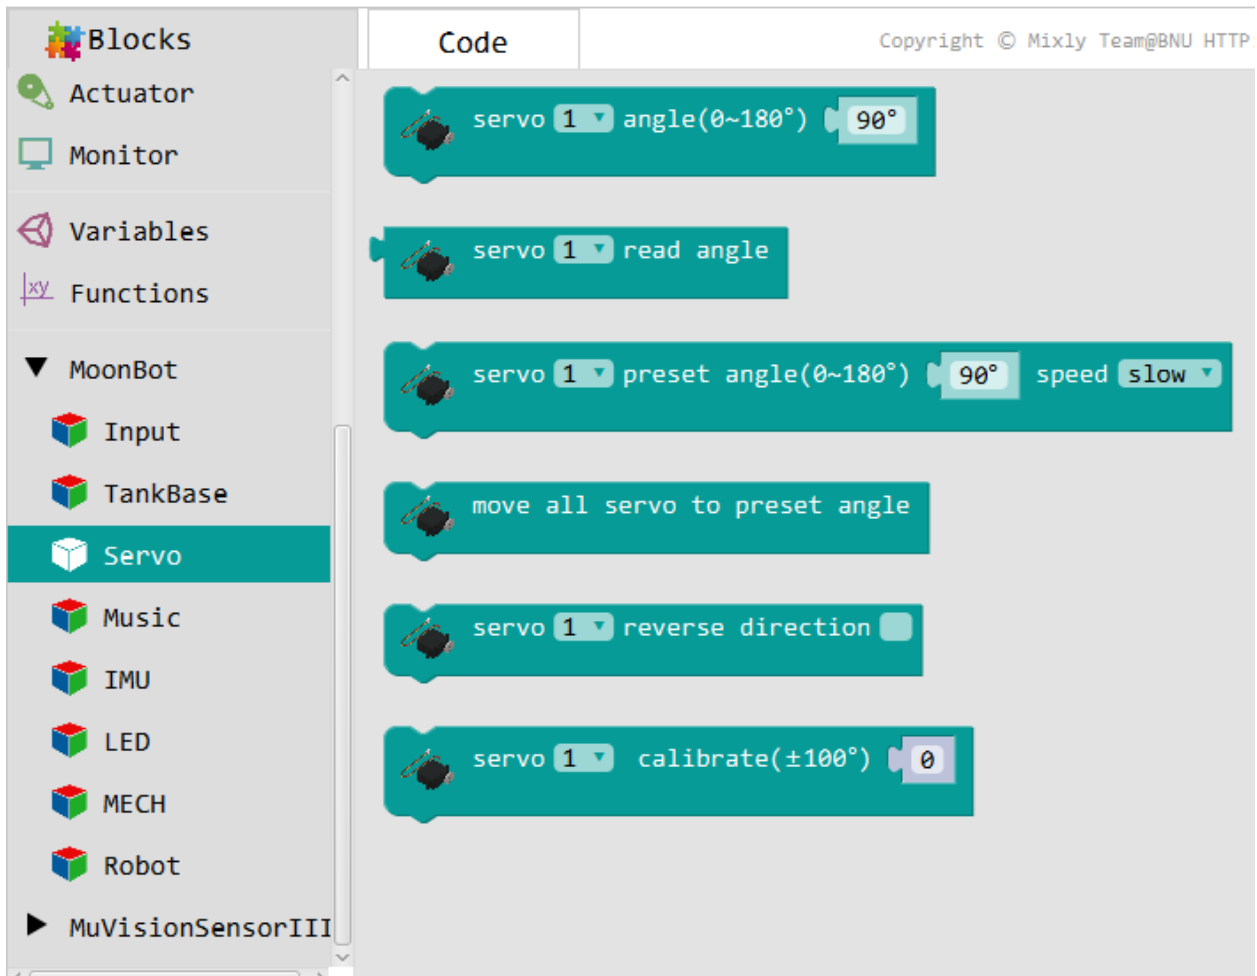 Blocks
Code
Copyright © Mixly Team@BNU HTTP
Actuator
Monitor
Variables
xy
Functions
MoonBot
Input
TankBase
Servo
Music
IMU
LED
MECH
Robot
MuVisionSensorIII
servo 1 angle(0~180°) 90°
servo 1 read angle
servo 1 preset angle(0~180°) 90° speed slow
move all servo to preset angle
servo 1 reverse direction
servo 1 calibrate(±100°) 0